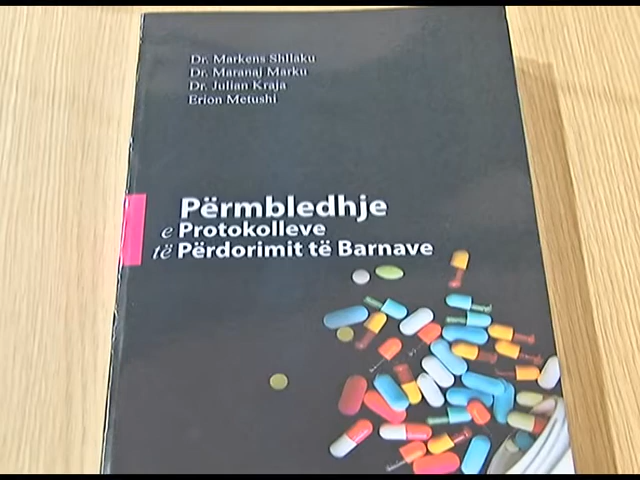 Dr. Markens Shllaku
Dr. Maranaj Marku
Dr. Julian Kraja
Erion Metushi
Përmbledhje
e Protokolleve
të Përdorimit të Barnave